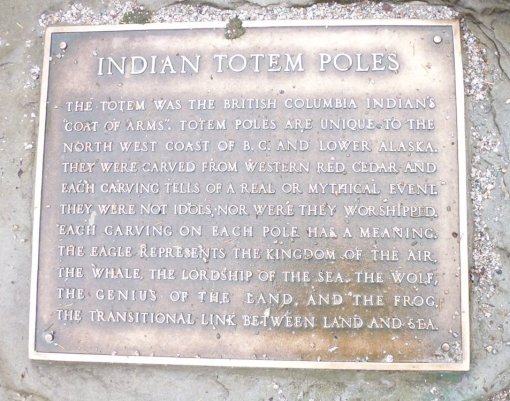 INDIAN TOTEM POLES
THE TOTEM WAS THE BRITISH COLUMBIA INDIAN'S
"COAT OF ARMS". TOTEM POLES ARE UNIQUE TO THE
NORTH WEST COAST OF B.C. AND LOWER ALASKA.
THEY WERE CARVED FROM WESTERN RED CEDAR AND
EACH CARVING TELLS OF A REAL OR MYTHICAL EVENT.
THEY WERE NOT IDOLS, NOR WERE THEY WORSHIPPED.
EACH CARVING ON EACH POLE HAS A MEANING.
THE EAGLE REPRESENTS THE KINGDOM OF THE AIR,
THE WHALE, THE LORDSHIP OF THE SEA, THE WOLF,
THE GENIUS OF THE LAND, AND THE FROG,
THE TRANSITIONAL LINK BETWEEN LAND AND SEA.